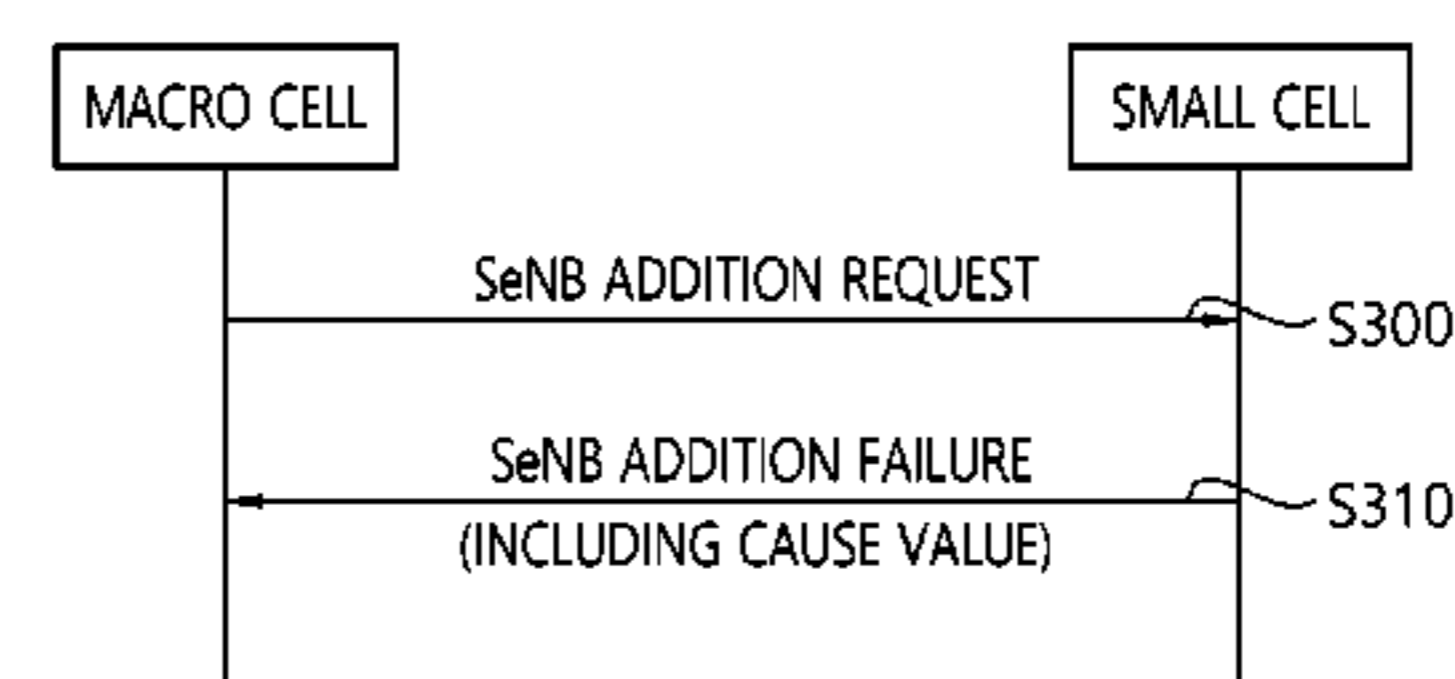 MACRO CELL
SMALL CELL
SeNB ADDITION REQUEST
S300
SeNB ADDITION FAILURE
S310
(INCLUDING CAUSE VALUE)